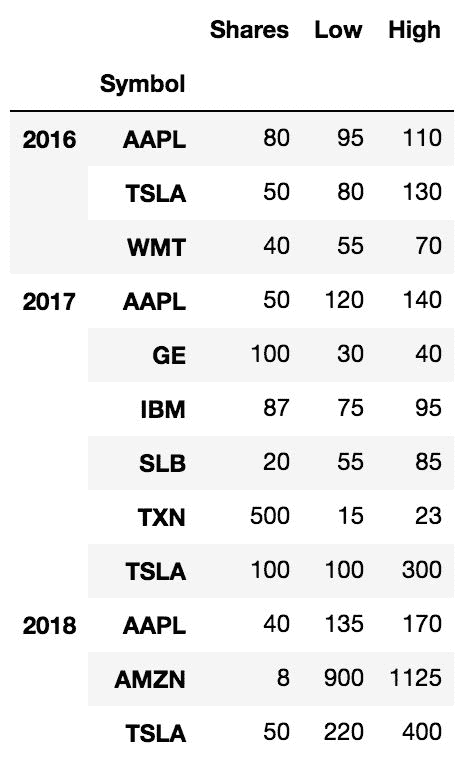 Shares Low High
Symbol
2016 AAPL 80 95 110
TSLA 50 80 130
WMT 40 55 70
2017 AAPL 50 120 140
GE 100 30 40
IBM 87 75 95
SLB 20 55 85
TXN 500 15 23
TSLA 100 100 300
2018 AAPL 40 135 170
AMZN 8 900 1125
TSLA 50 220 400